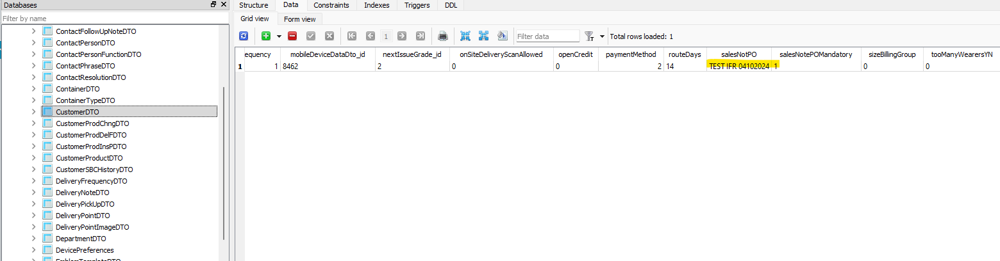 Databases
Filter by name
ContactFollowUpNoteDTO
ContactPersonDTO
ContactPersonFunctionDTO
ContactPhraseDTO
ContactResolutionDTO
ContainerDTO
ContainerTypeDTO
CustomerDTO
CustomerProdChngDTO
CustomerProdDelFDTO
CustomerProdInsPDTO
CustomerProductDTO
CustomerSBCHistoryDTO
DeliveryFrequencyDTO
DeliveryNoteDTO
DeliveryPickUpDTO
DeliveryPointDTO
DeliveryPointImageDTO
DepartmentDTO
DevicePreferences
EmblemTemplateDTO
Structure Data Constraints Indexes Triggers DDL
Grid view Form view
1 Filter data Total rows loaded: 1
equency mobileDeviceDataDto_id nextIssueGrade_id onSiteDeliveryScanAllowed openCredit paymentMethod routeDays salesNotPO salesNotePOMandatory sizeBillingGroup tooManyWearersYN
1 1 8462 2 0 0 2 14 TEST IFR 04102024 1 0 0